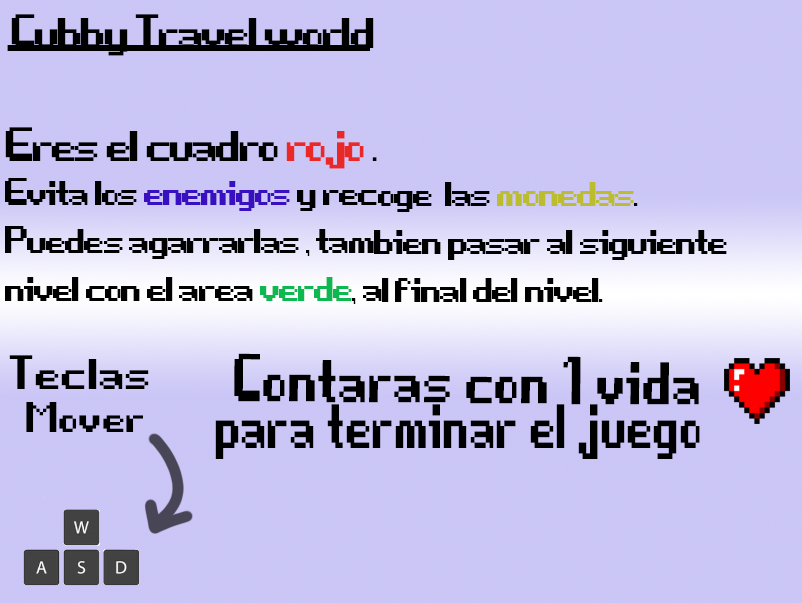 Cubby Travel world
Eres el cuadro rojo .
Evita los enemigos y recoge las monedas.
Puedes agarrarlas , tambien pasar al siguiente
nivel con el area verde, al final del nivel.
Teclas
Mover
Contaras con 1 vida
para terminar el juego
W
A S D